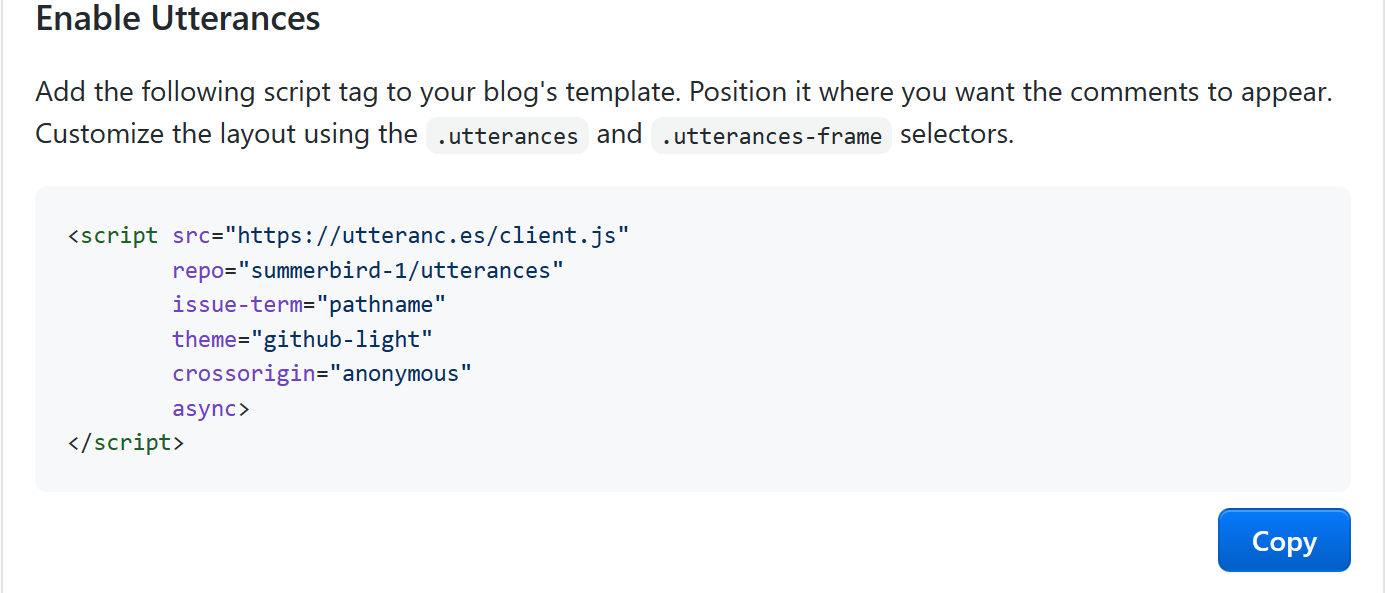 Enable Utterances
Add the following script tag to your blog's template. Position it where you want the comments to appear.
Customize the layout using the .utterances and .utterances-frame selectors.
<script src="https://utteranc.es/client.js"
        repo="summerbird-1/utterances"
        issue-term="pathname"
        theme="github-light"
        crossorigin="anonymous"
        async>
</script>
Copy